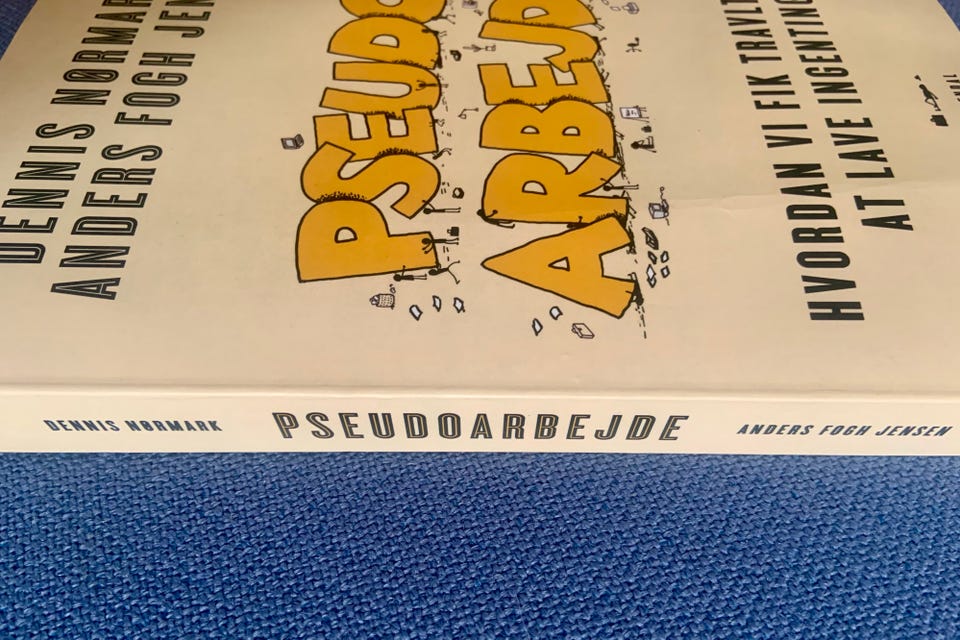 DENNIS NØRMAR
ANDERS FOGH JEN
PSEUDO
ARBEJD
HVORDAN VI FIK TRAVLT
AT LAVE INGENTING
DENNIS NØRMARK PSEUDOARBEJDE ANDERS FOGH JENSEN